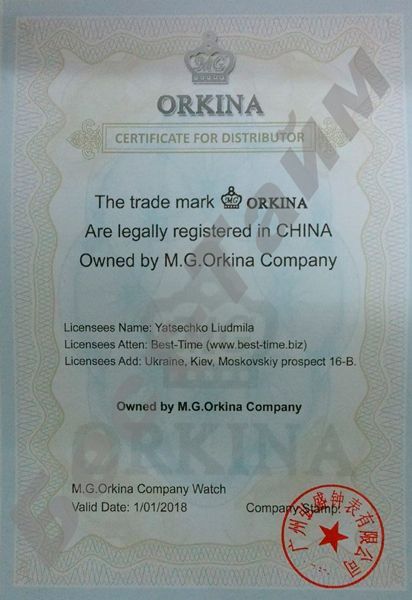 MG
ORKINA
CERTIFICATE FOR DISTRIBUTOR
The trade mark MG ORKINA
Are legally registered in CHINA
Owned by M.G.Orkina Company
Licensees Name: Yatsechko Liudmila
Licensees Atten: Best-Time (www.best-time.biz)
Licensees Add: Ukraine, Kiev, Moskovskiy prospect 16-B.
Owned by M.G.Orkina Company
ORKINA
M.G.Orkina Company Watch
Valid Date: 1/01/2018
Company Stamp:
广州
盛钟表有限公司